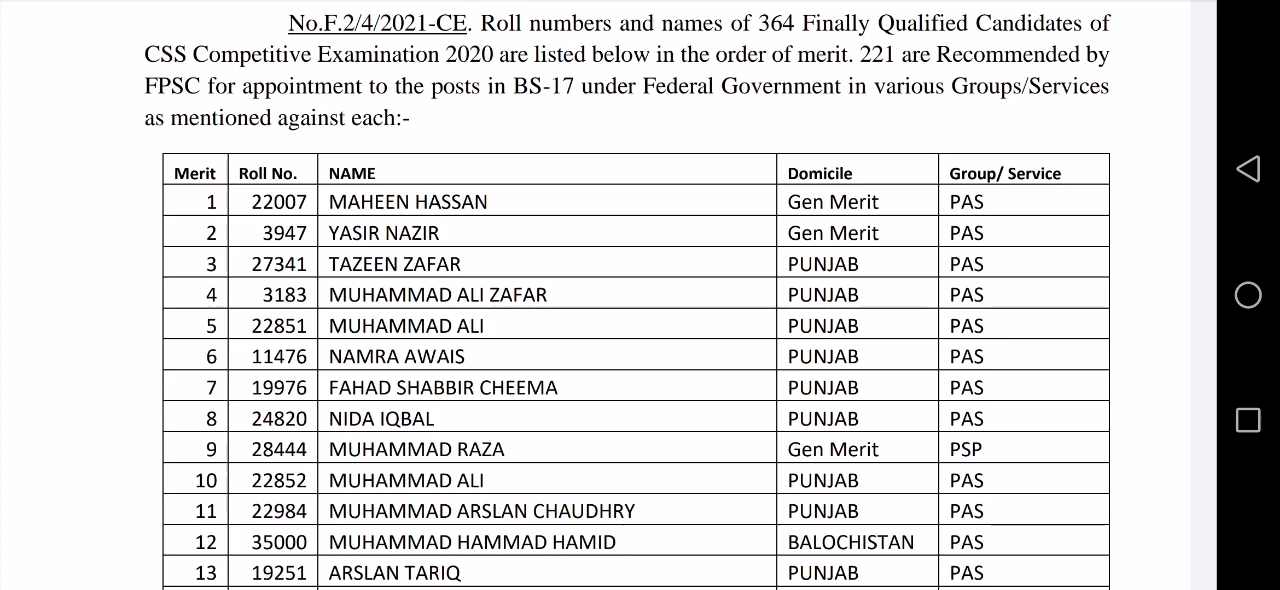 No.F.2/4/2021-CE. Roll numbers and names of 364 Finally Qualified Candidates of
CSS Competitive Examination 2020 are listed below in the order of merit. 221 are Recommended by
FPSC for appointment to the posts in BS-17 under Federal Government in various Groups/Services
as mentioned against each:-
Merit Roll No. NAME Domicile Group/ Service
1 22007 MAHEEN HASSAN Gen Merit PAS
2 3947 YASIR NAZIR Gen Merit PAS
3 27341 TAZEEN ZAFAR PUNJAB PAS
4 3183 MUHAMMAD ALI ZAFAR PUNJAB PAS
5 22851 MUHAMMAD ALI PUNJAB PAS
6 11476 NAMRA AWAIS PUNJAB PAS
7 19976 FAHAD SHABBIR CHEEMA PUNJAB PAS
8 24820 NIDA IQBAL PUNJAB PAS
9 28444 MUHAMMAD RAZA Gen Merit PSP
10 22852 MUHAMMAD ALI PUNJAB PAS
11 22984 MUHAMMAD ARSLAN CHAUDHRY PUNJAB PAS
12 35000 MUHAMMAD HAMMAD HAMID BALOCHISTAN PAS
13 19251 ARSLAN TARIQ PUNJAB PAS